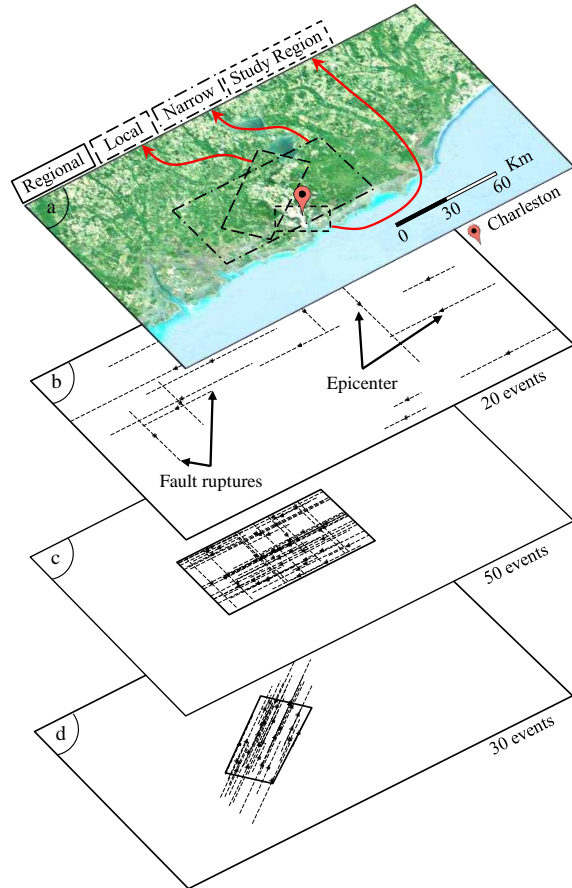 Regional
Local
Narrow
Study Region
a
Km
0
30
60
Charleston
b
Epicenter
20 events
Fault ruptures
c
50 events
d
30 events